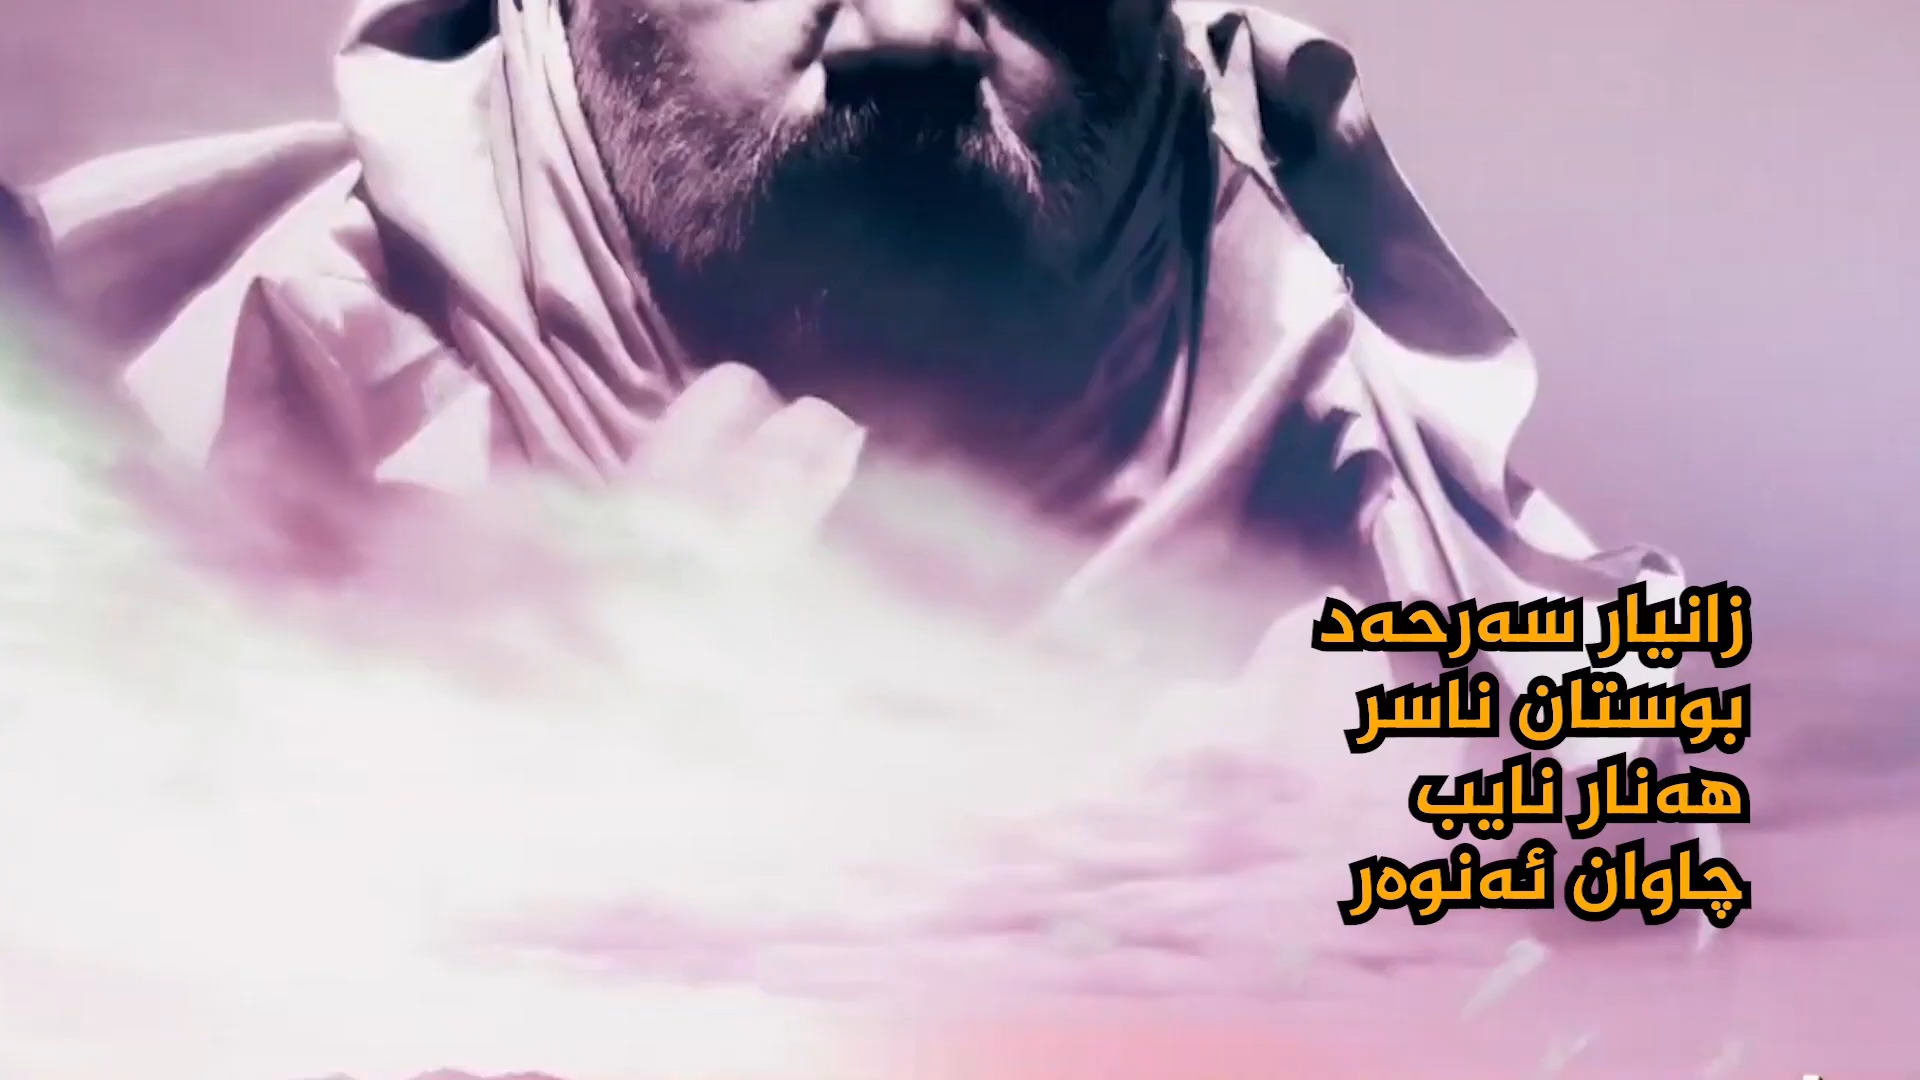 زانیار سەرحەد
بوستان ناسر
هەنار نایب
چاوان ئەنوەر